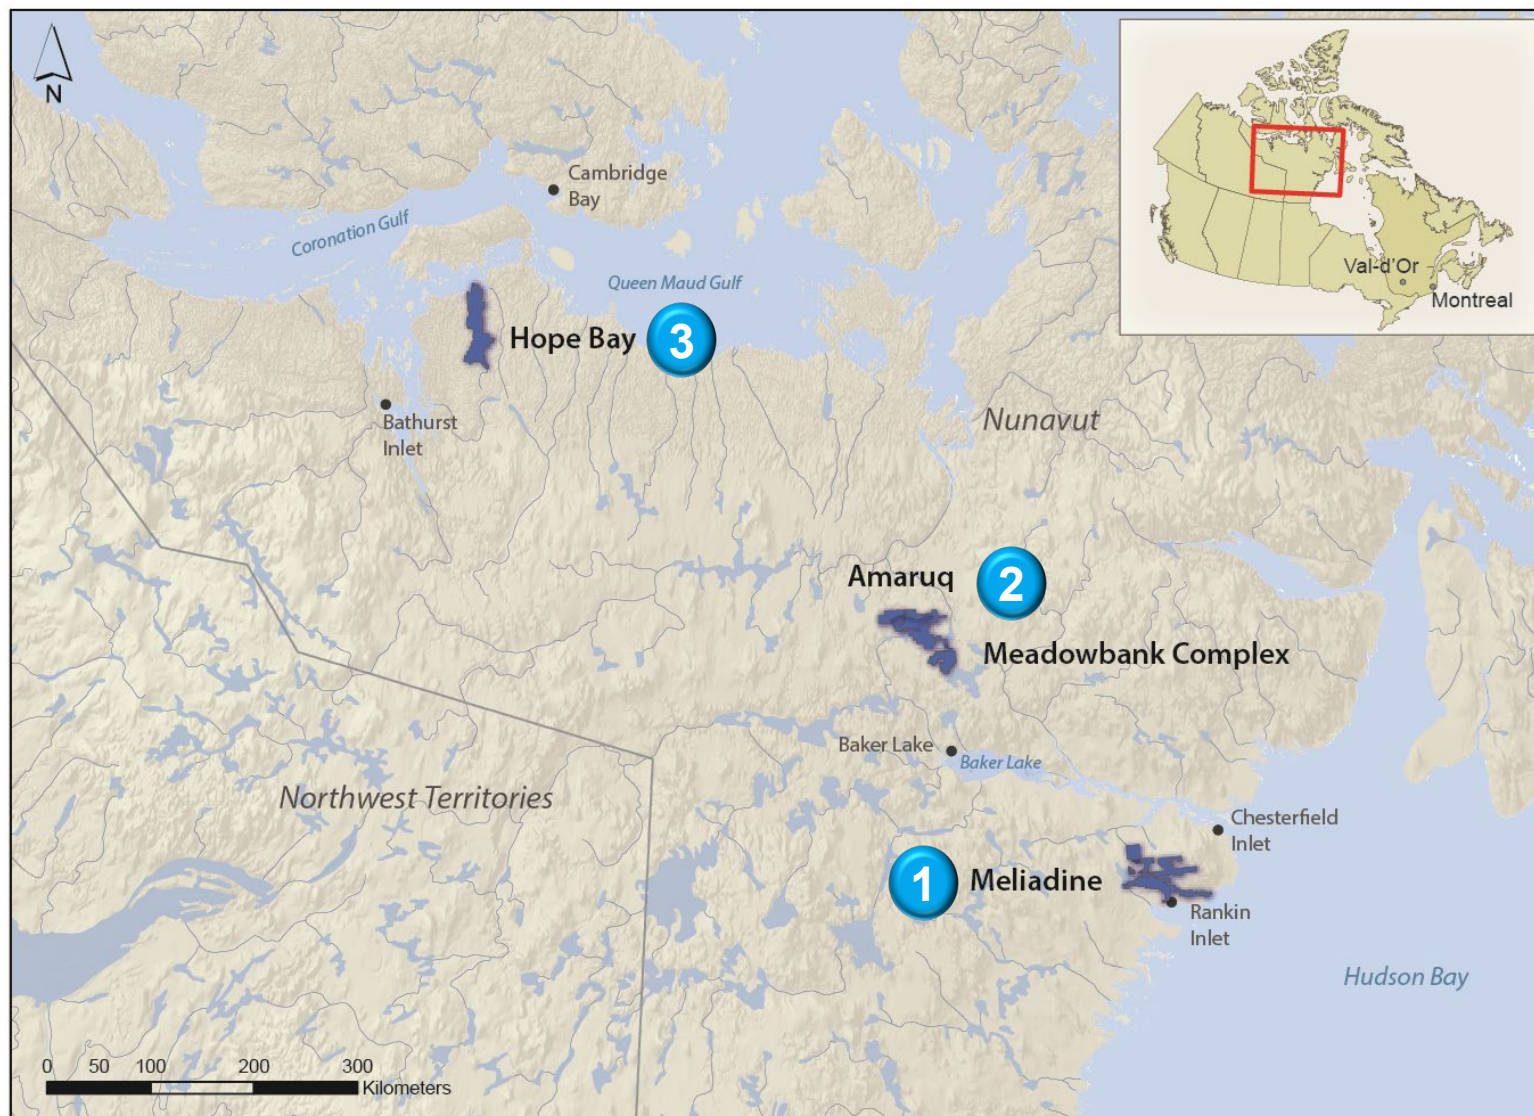 N
Cambridge
Bay
Coronation Gulf
Queen Maud Gulf
Hope Bay
3
Bathurst
Inlet
Nunavut
Val-d'Or
Montreal
Amaruq
2
Meadowbank Complex
Baker Lake
Baker Lake
Northwest Territories
Chesterfield
Inlet
1
Meliadine
Rankin
Inlet
Hudson Bay
0 50 100 200 300
Kilometers